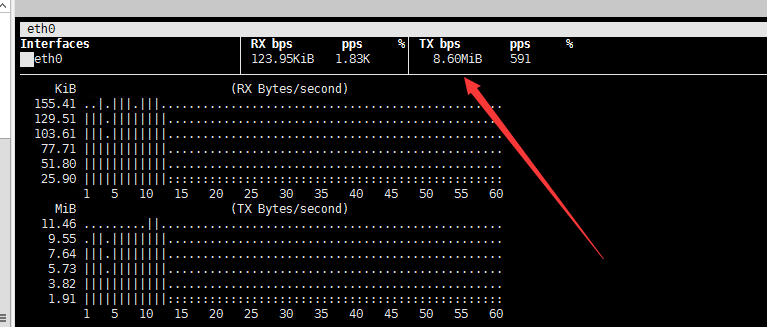 eth0
Interfaces RX bps pps % TX bps pps %
eth0 123.95KiB 1.83K 8.60MiB 591
KiB (RX Bytes/second)
155.41 ..|.|||.|||.................................................
129.51 |||.||||||||................................................
103.61 |||.||||||||................................................
77.71 ||||||||||||................................................
51.80 ||||||||||||................................................
25.90 ||||||||||||::::::::::::::::::::::::::::::::::::::::::::::::
1 5 10 15 20 25 30 35 40 45 50 55 60
MiB (TX Bytes/second)
11.46 .........||.................................................
9.55 .||.||||||||................................................
7.64 |||.||||||||................................................
5.73 |||.||||||||................................................
3.82 ||||||||||||................................................
1.91 ||||||||||||::::::::::::::::::::::::::::::::::::::::::::::::
1 5 10 15 20 25 30 35 40 45 50 55 60